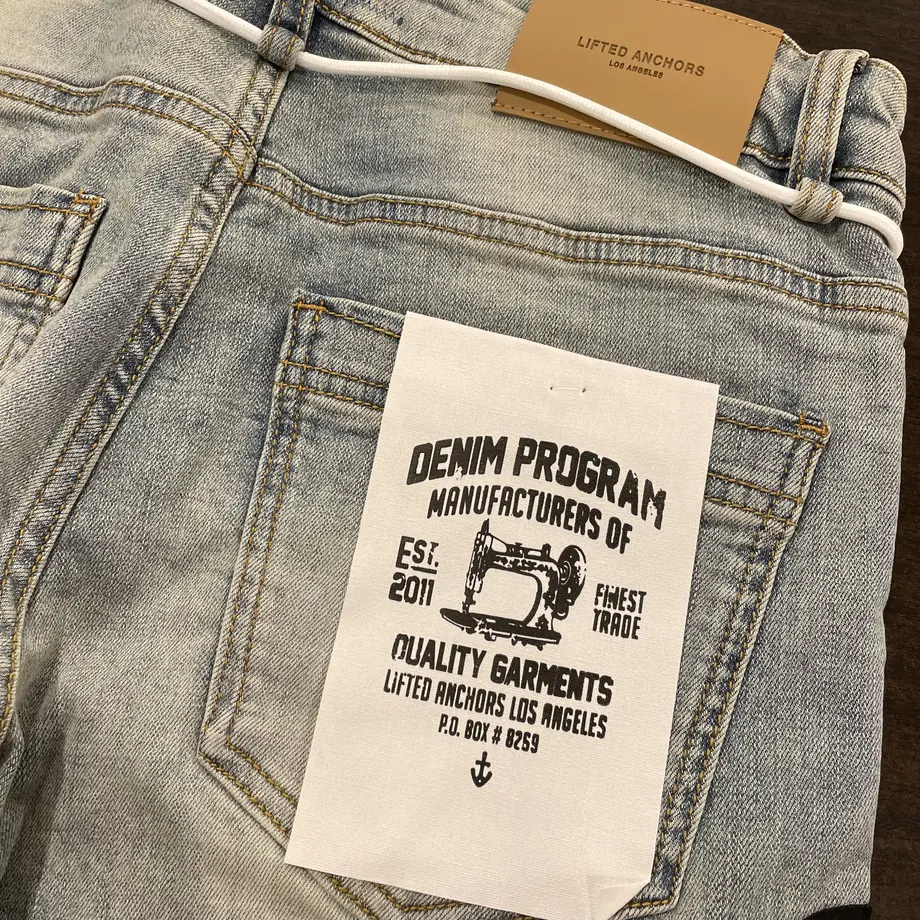 LIFTED ANCHORS
LOS ANGELES
DENIM PROGRAM
MANUFACTURERS OF
EST.
2011
FINEST
TRADE
QUALITY GARMENTS
LIFTED ANCHORS LOS ANGELES
P.O. BOX # 8269